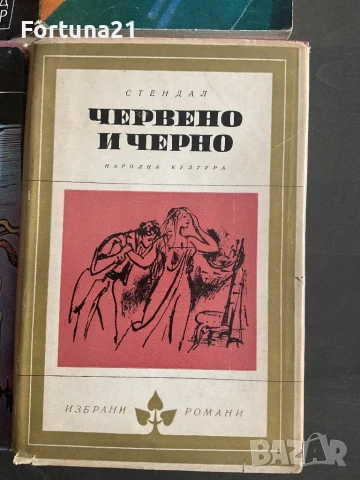 Fortuna21
СТЕНДАЛ
ЧЕРВЕНО
И ЧЕРНО
НАРОДНА КУЛТУРА
ИЗБРАНИ РОМАНИ
BAZAR